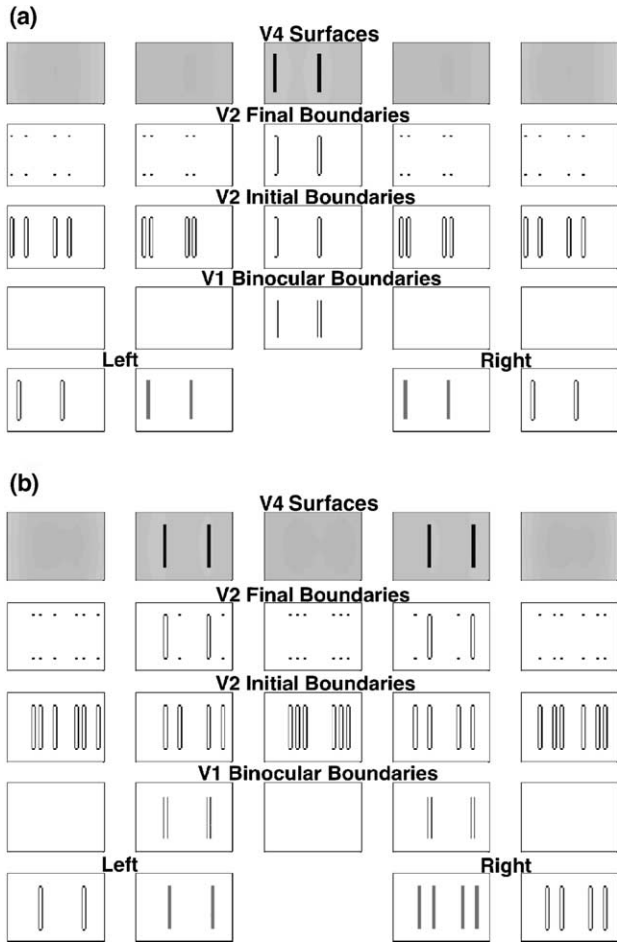 (a)
V4 Surfaces
V2 Final Boundaries
V2 Initial Boundaries
V1 Binocular Boundaries
Left Right
(b)
V4 Surfaces
V2 Final Boundaries
V2 Initial Boundaries
V1 Binocular Boundaries
Left Right